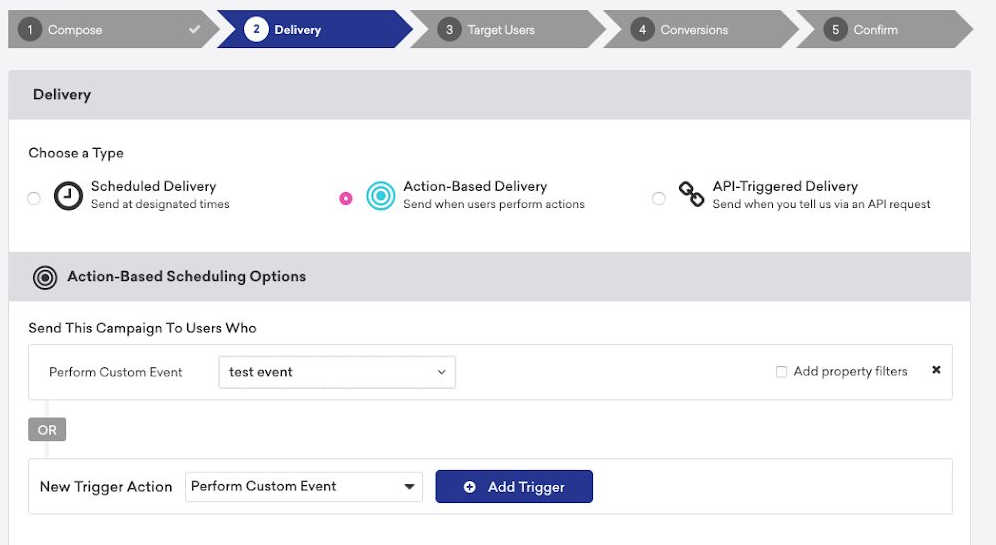 1 Compose 2 Delivery 3 Target Users 4 Conversions 5 Confirm
Delivery
Choose a Type
Scheduled Delivery
Send at designated times
Action-Based Delivery
Send when users perform actions
API-Triggered Delivery
Send when you tell us via an API request
Action-Based Scheduling Options
Send This Campaign To Users Who
Perform Custom Event test event Add property filters
OR
New Trigger Action Perform Custom Event Add Trigger